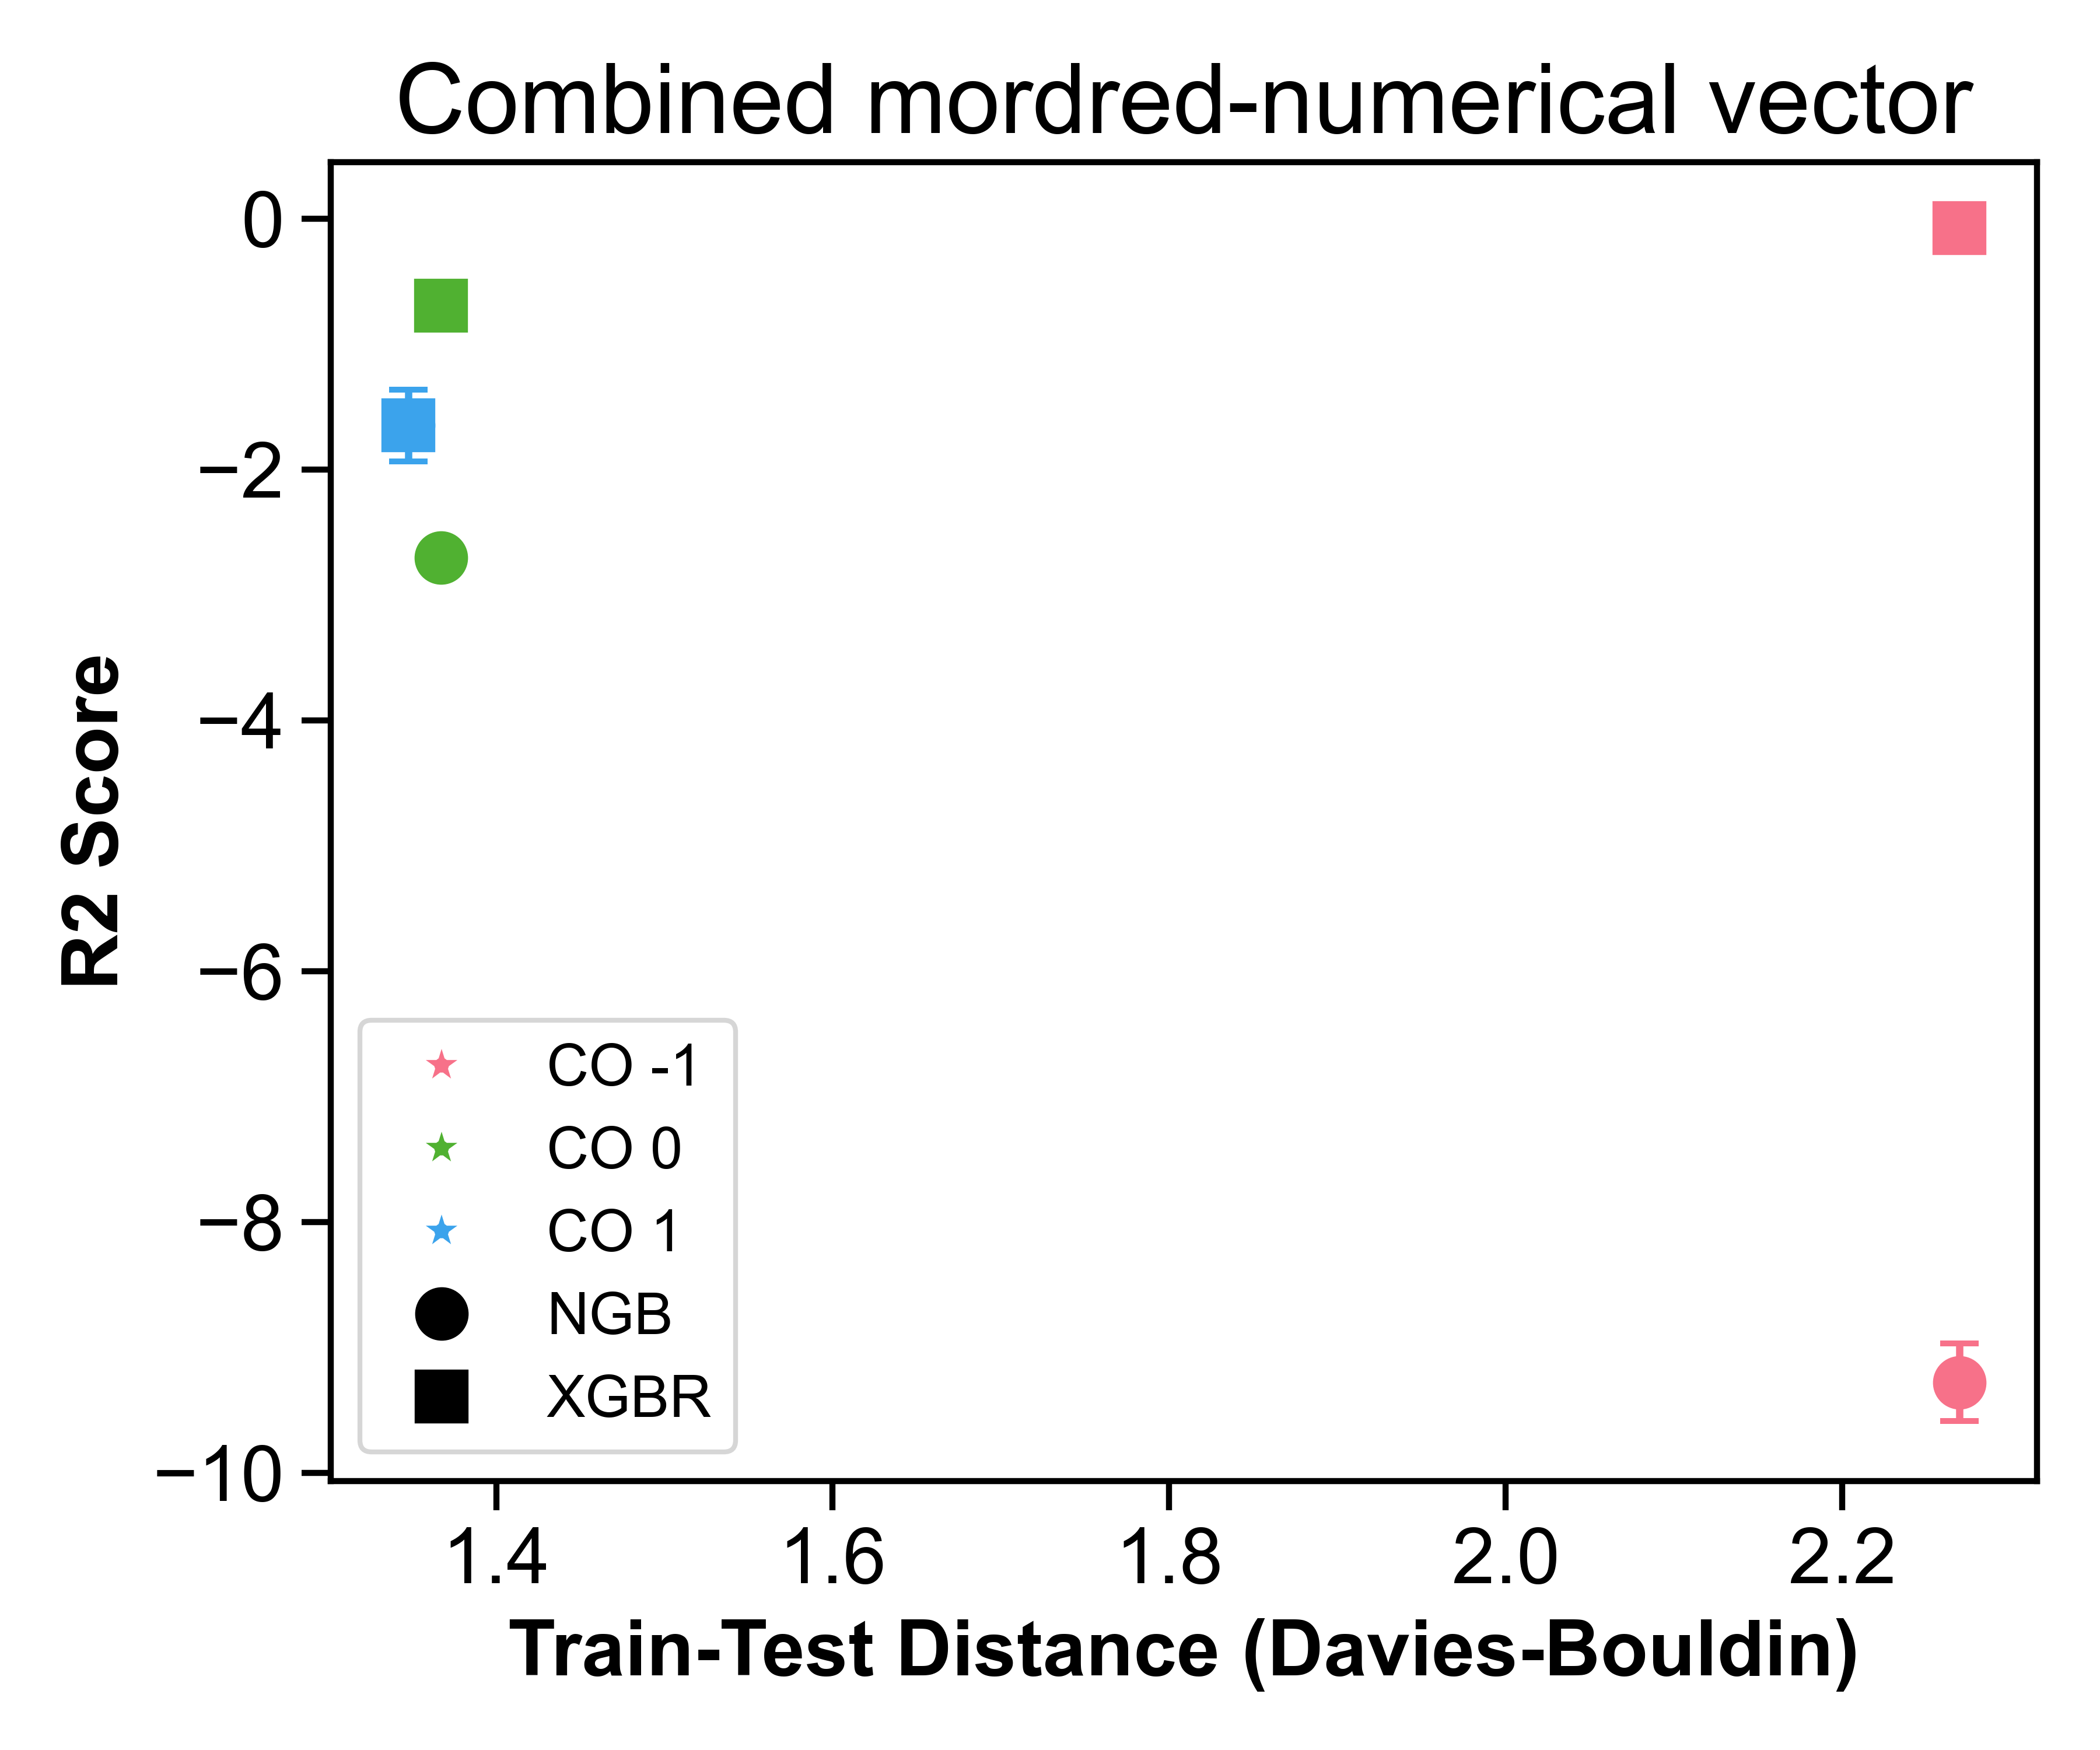 Combined mordred-numerical vector
0
−2
−4
−6
−8
−10
R2 Score
CO -1
CO 0
CO 1
NGB
XGBR
1.4 1.6 1.8 2.0 2.2
Train-Test Distance (Davies-Bouldin)